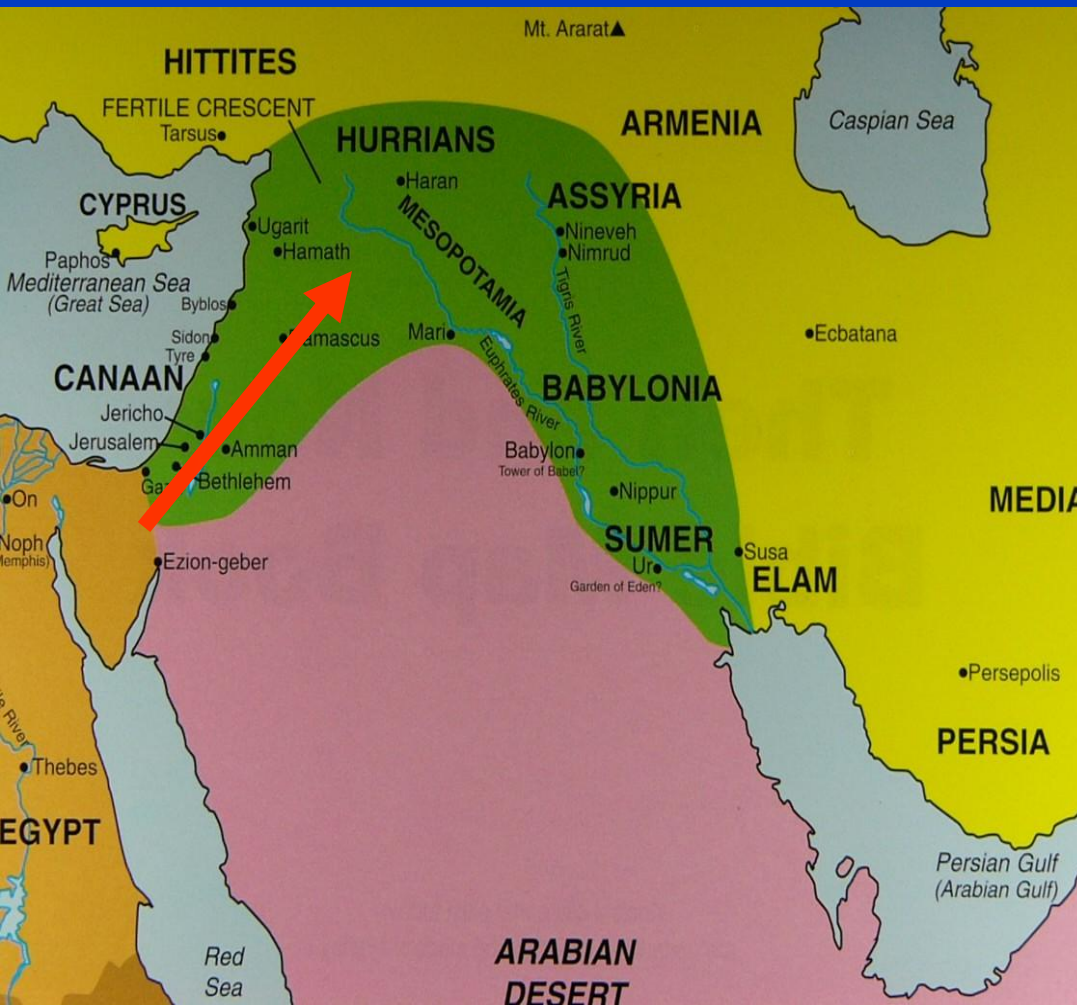 Mt. Ararat
HITTITES
FERTILE CRESCENT
Tarsus
HURRIANS
ARMENIA
Caspian Sea
Haran
ASSYRIA
CYPRUS
MESOPOTAMIA
Ugarit
Nineveh
Hamath
Nimrud
Paphos
Mediterranean Sea
(Great Sea)
Tigris River
Byblos
Sidon
Damascus
Mari
Ecbatana
Tyre
CANAAN
Euphrates River
BABYLONIA
Jericho
Jerusalem
Amman
Babylon
Tower of Babel?
Gaz
Bethlehem
Nippur
On
MEDIA
Noph
Memphis)
SUMER
Susa
Ezion-geber
Ur
ELAM
Garden of Eden?
Persepolis
le River
PERSIA
Thebes
EGYPT
Persian Gulf
(Arabian Gulf)
Red
Sea
ARABIAN
DESERT